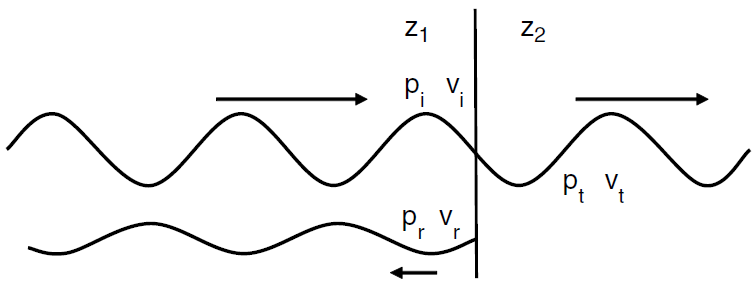 z₁ z₂
pᵢ vᵢ
pₜ vₜ
pᵣ vᵣ